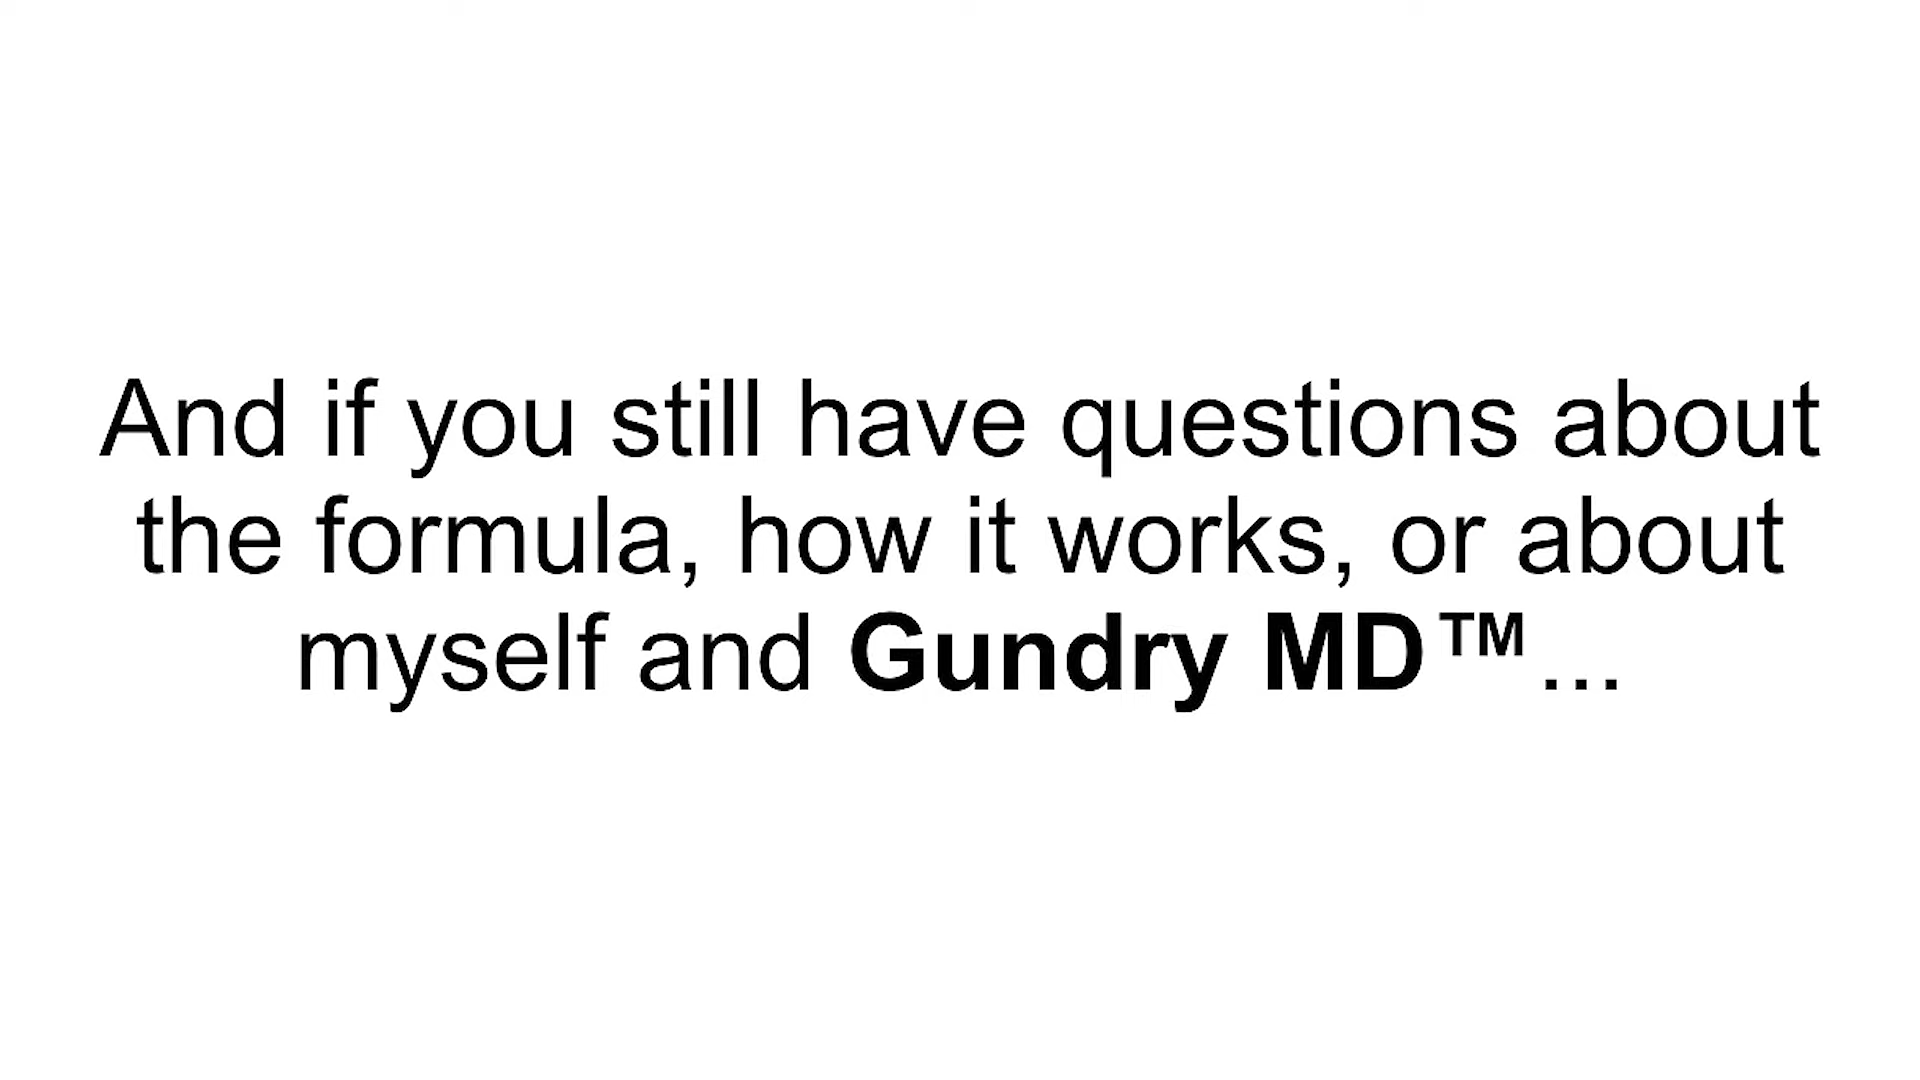 And if you still have questions about
the formula, how it works, or about
myself and Gundry MD™...